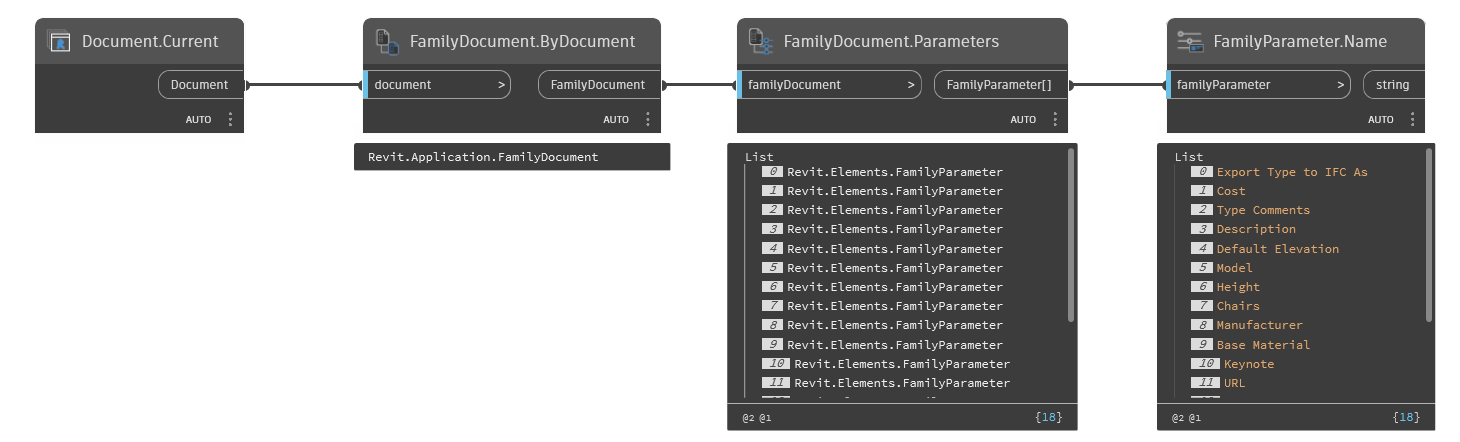 Document.Current
Document
AUTO
FamilyDocument.ByDocument
document >
FamilyDocument
AUTO
Revit.Application.FamilyDocument
FamilyDocument.Parameters
familyDocument >
FamilyParameter[]
AUTO
List
0 Revit.Elements.FamilyParameter
1 Revit.Elements.FamilyParameter
2 Revit.Elements.FamilyParameter
3 Revit.Elements.FamilyParameter
4 Revit.Elements.FamilyParameter
5 Revit.Elements.FamilyParameter
6 Revit.Elements.FamilyParameter
7 Revit.Elements.FamilyParameter
8 Revit.Elements.FamilyParameter
9 Revit.Elements.FamilyParameter
10 Revit.Elements.FamilyParameter
11 Revit.Elements.FamilyParameter
@2 @1 {18}
FamilyParameter.Name
familyParameter >
string
AUTO
List
0 Export Type to IFC As
1 Cost
2 Type Comments
3 Description
4 Default Elevation
5 Model
6 Height
7 Chairs
8 Manufacturer
9 Base Material
10 Keynote
11 URL
@2 @1 {18}